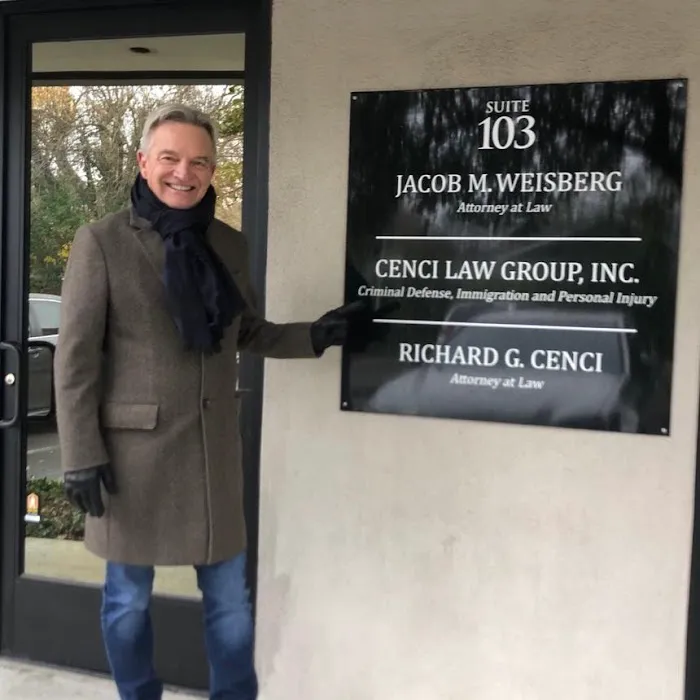 SUITE
103
JACOB M. WEISBERG
Attorney at Law
CENCI LAW GROUP, INC.
Criminal Defense, Immigration and Personal Injury
RICHARD G. CENCI
Attorney at Law